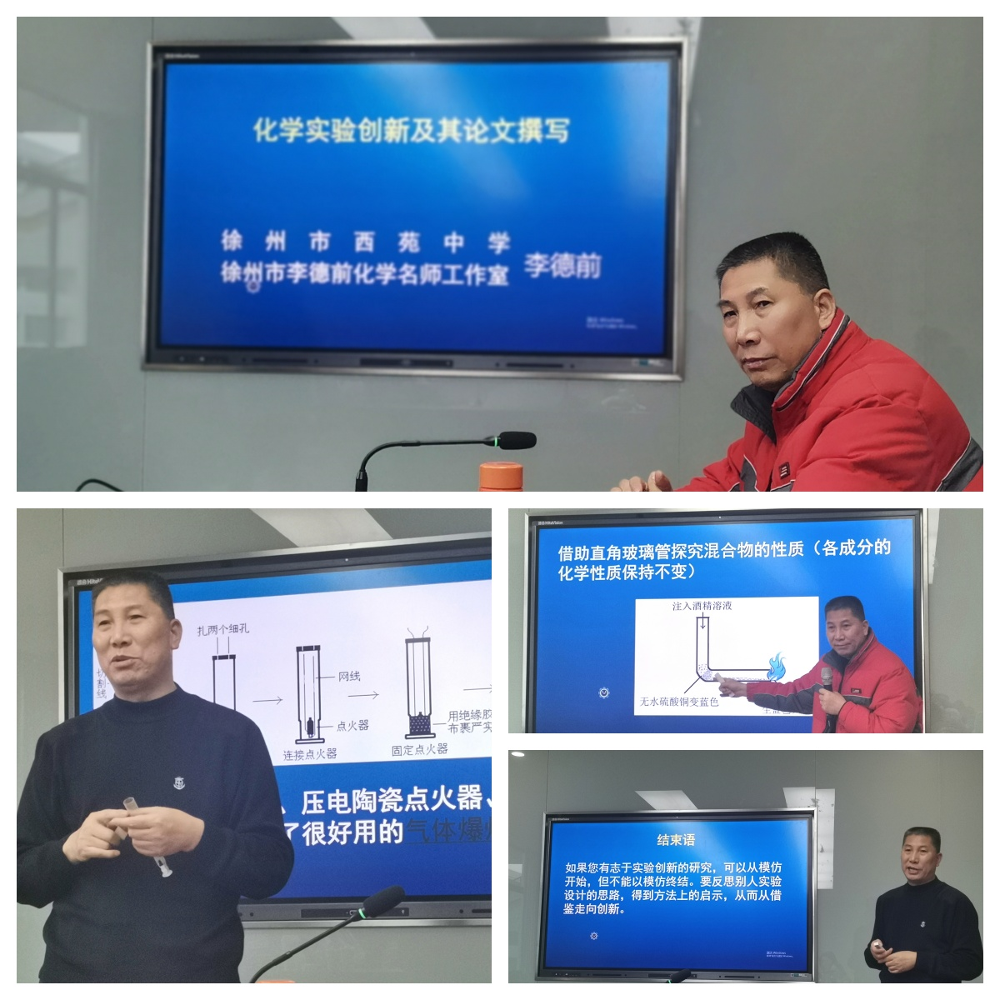 HiteVision
化学实验创新及其论文撰写
徐州市西苑中学
徐州市李德前化学名师工作室 李德前
HiteVision
扎两个细孔
切
割
线
网线
点火器
连接点火器
固定点火器
用绝缘胶
布裹严实
、压电陶瓷点火器、
了很好用的气体爆炸
HiteVision
借助直角玻璃管探究混合物的性质（各成分的
化学性质保持不变）
注入酒精溶液
无水硫酸铜变蓝色
结束语
如果您有志于实验创新的研究，可以从模仿
开始，但不能以模仿终结。要反思别人实验
设计的思路，得到方法上的启示，从而从借
鉴走向创新。